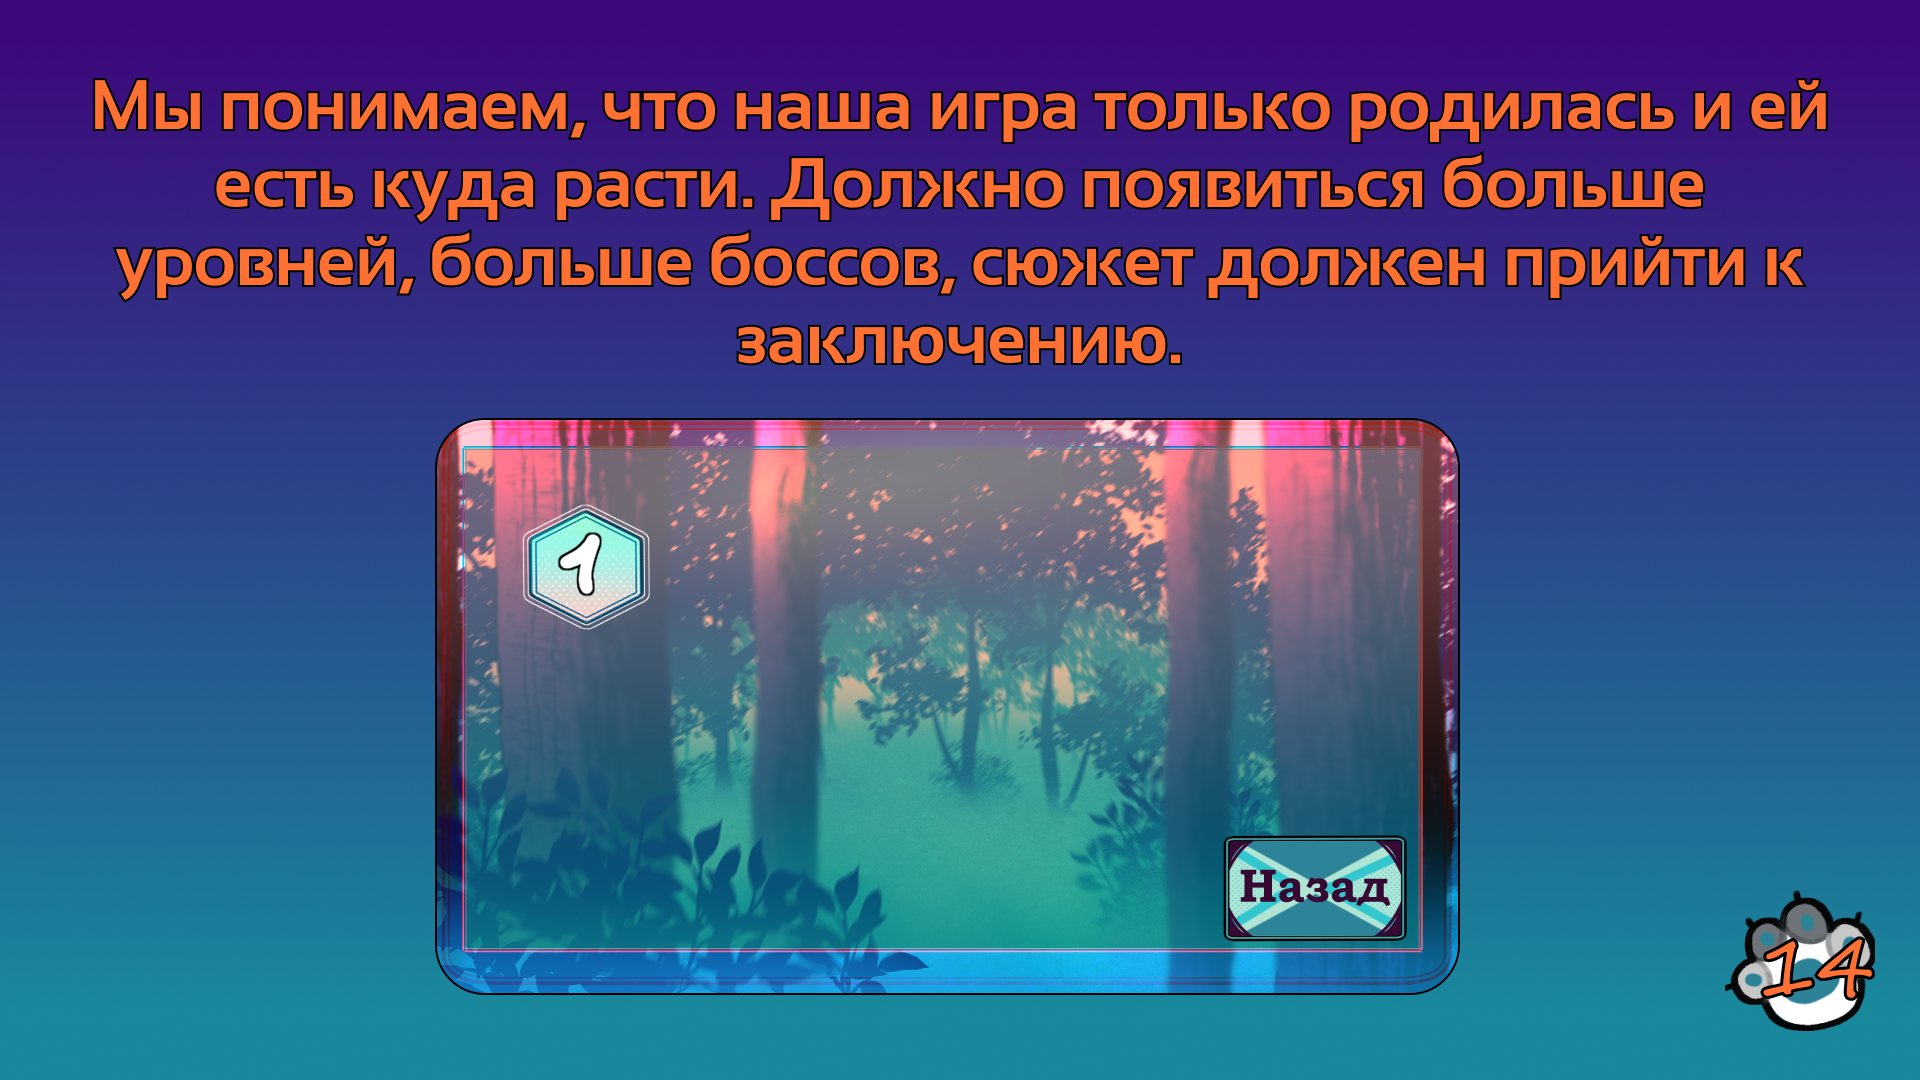 Мы понимаем, что наша игра только родилась и ей
есть куда расти. Должно появиться больше
уровней, больше боссов, сюжет должен прийти к
заключению.
1
Назад
14